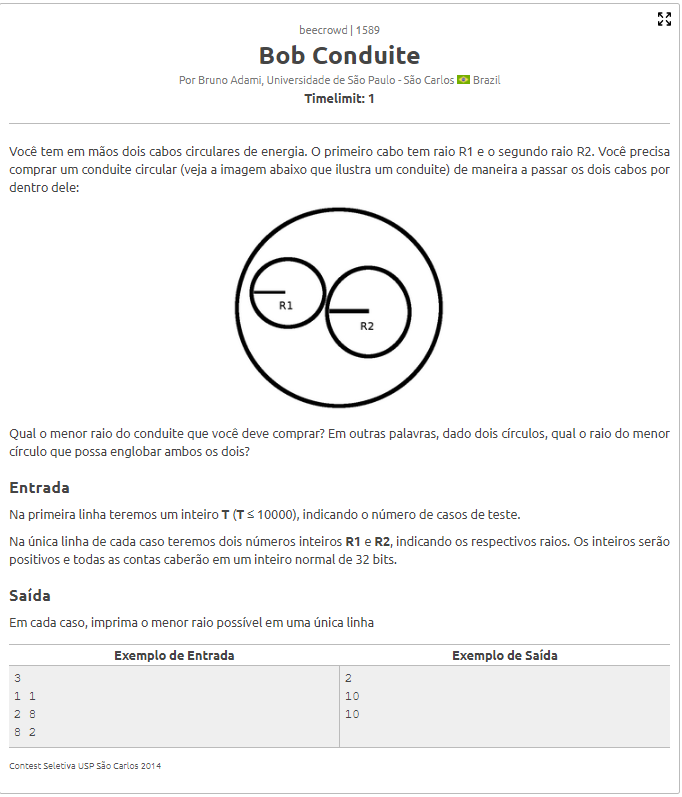 beecrowd | 1589
Bob Conduite
Por Bruno Adami, Universidade de São Paulo - São Carlos Brazil
Timelimit: 1
Você tem em mãos dois cabos circulares de energia. O primeiro cabo tem raio R1 e o segundo raio R2. Você precisa
comprar um conduite circular (veja a imagem abaixo que ilustra um conduite) de maneira a passar os dois cabos por
dentro dele:
R1
R2
Qual o menor raio do conduite que você deve comprar? Em outras palavras, dado dois círculos, qual o raio do menor
círculo que possa englobar ambos os dois?
Entrada
Na primeira linha teremos um inteiro T (T ≤ 10000), indicando o número de casos de teste.
Na única linha de cada caso teremos dois números inteiros R1 e R2, indicando os respectivos raios. Os inteiros serão
positivos e todas as contas caberão em um inteiro normal de 32 bits.
Saída
Em cada caso, imprima o menor raio possível em uma única linha
Exemplo de Entrada Exemplo de Saída
3 2
1 1 10
2 8 10
8 2
Contest Seletiva USP São Carlos 2014